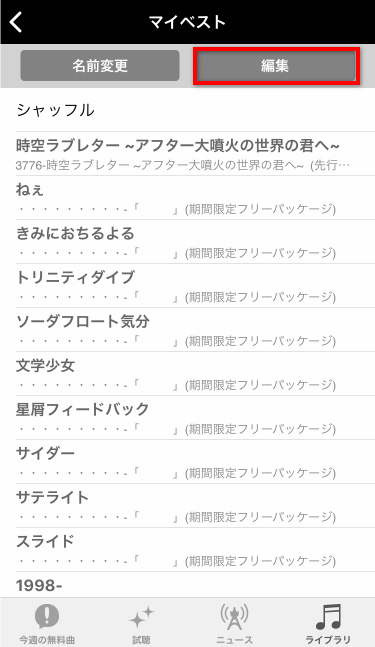 マイベスト
名前変更 編集
シャッフル
時空ラブレター ~アフター大噴火の世界の君へ~
3776-時空ラブレター ~アフター大噴火の世界の君へ~ (先行…
ねぇ
・・・・・・・・・-「　　」(期間限定フリーパッケージ)
きみにおちるよる
・・・・・・・・・-「　　」(期間限定フリーパッケージ)
トリニティダイブ
・・・・・・・・・-「　　」(期間限定フリーパッケージ)
ソーダフロート気分
・・・・・・・・・-「　　」(期間限定フリーパッケージ)
文学少女
・・・・・・・・・-「　　」(期間限定フリーパッケージ)
星屑フィードバック
・・・・・・・・・-「　　」(期間限定フリーパッケージ)
サイダー
・・・・・・・・・-「　　」(期間限定フリーパッケージ)
サテライト
・・・・・・・・・-「　　」(期間限定フリーパッケージ)
スライド
・・・・・・・・・-「　　」(期間限定フリーパッケージ)
1998-
今週の無料曲 試聴 ニュース ライブラリ